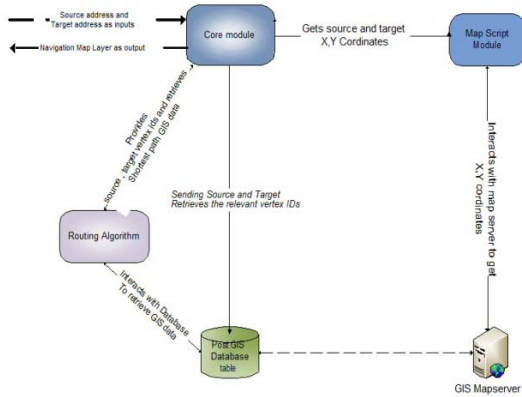 Source address and
Target address as inputs
Navigation Map Layer as output
Core module
Gets source and target
X,Y Cordinates
Map Script
Module
Provides
source , target vertex ids and retrieves
Shortest path GIS data
Sending Source and Target
Retrieves the relevant vertex IDs
Interacts with map server to get
X,Y coordinates
Routing Algorithm
Interacts with Database
To retrieve GIS data
Post GIS
Database
table
GIS Mapserver